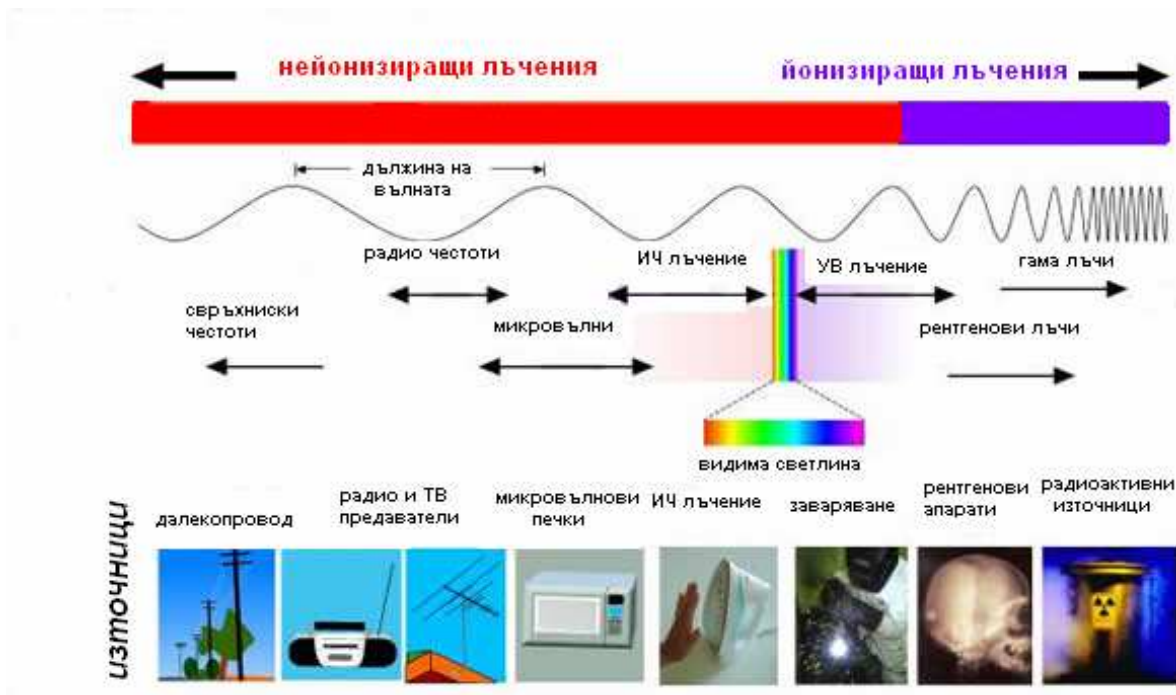 нейонизиращи лъчения
йонизиращи лъчения
дължина на
вълната
радио честоти
ИЧ лъчение
УВ лъчение
гама лъчи
свръхниски
честоти
микровълни
рентгенови лъчи
видима светлина
източници
далекопровод
радио и ТВ
предаватели
микровълнови
печки
ИЧ лъчение
заваряване
рентгенови
апарати
радиоактивни
източници